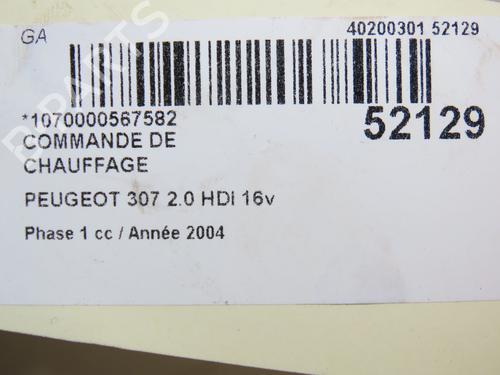 GA
40200301 52129
*1070000567582
52129
COMMANDE DE
CHAUFFAGE
PEUGEOT 307 2.0 HDI 16v
Phase 1 cc / Année 2004